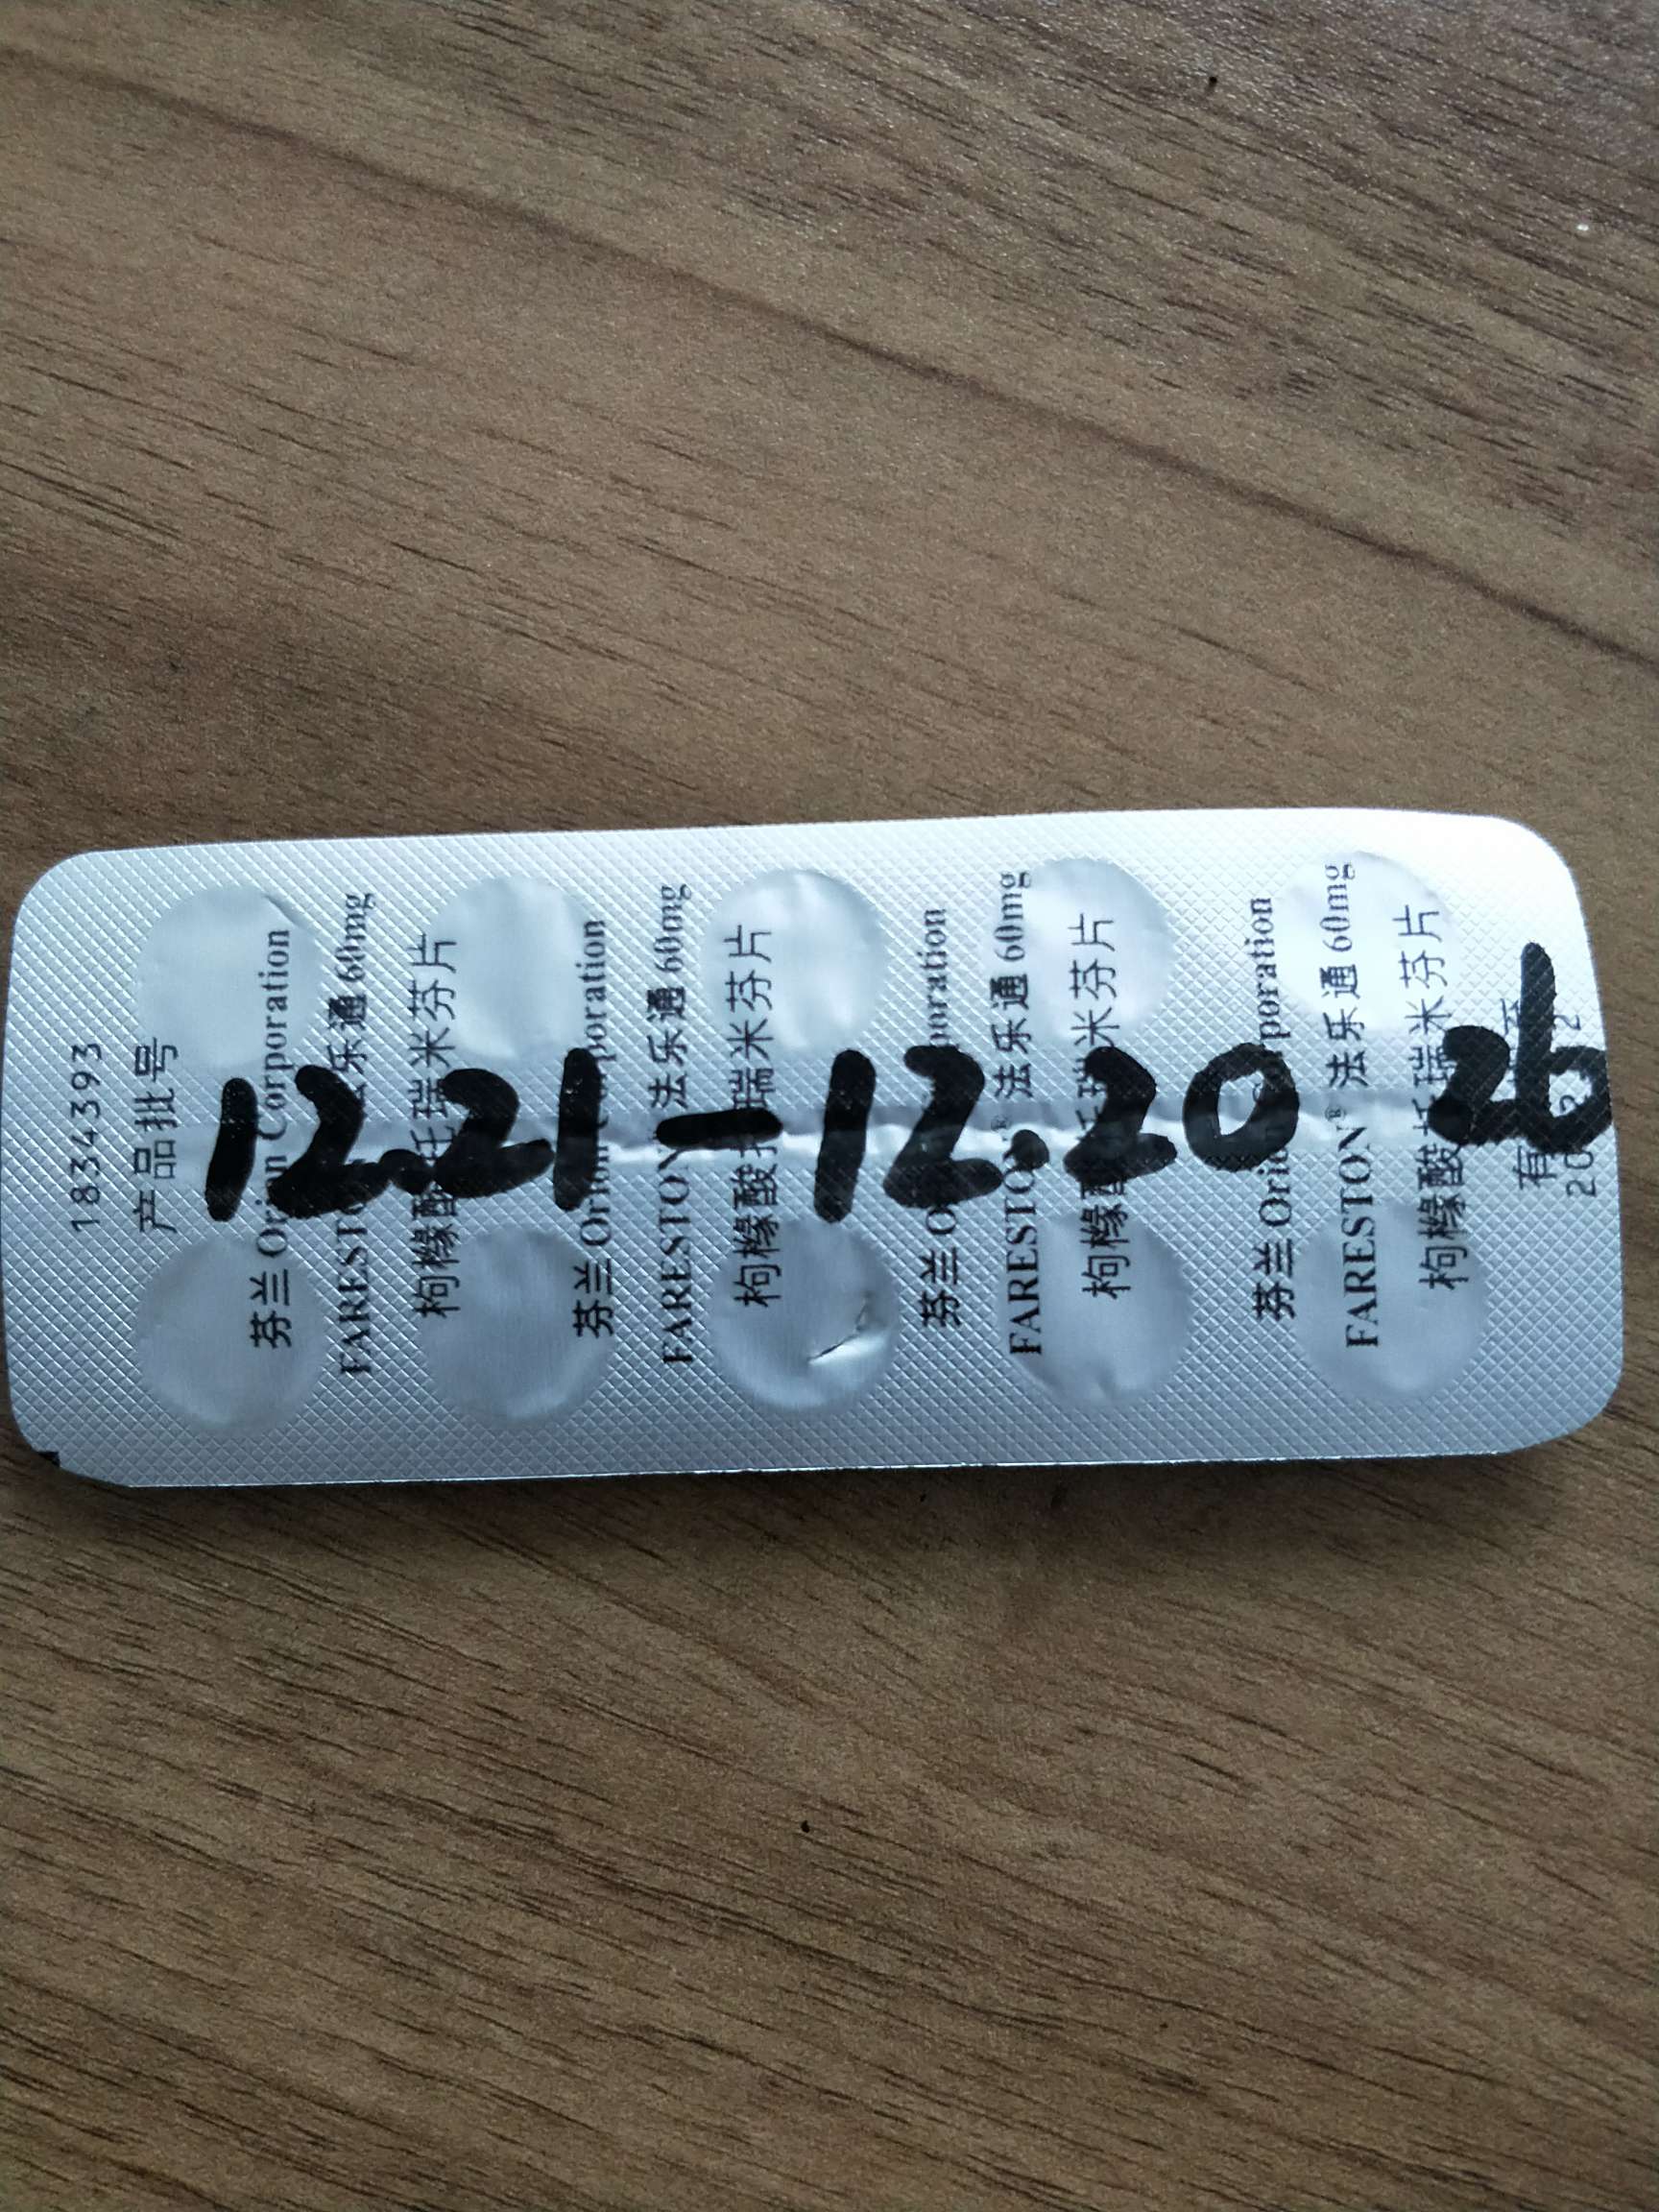 1834393
产品批号
芬兰 Orion Corporation
FARESTON 法乐通 60mg
枸橼酸托瑞米芬片
芬兰 Orion Corporation
FARESTON 法乐通 60mg
枸橼酸托瑞米芬片
芬兰 Orion Corporation
FARESTON® 法乐通 60mg
枸橼酸托瑞米芬片
芬兰 Orion Corporation
FARESTON® 法乐通 60mg
枸橼酸托瑞米芬片
有
12.21-12.20 26